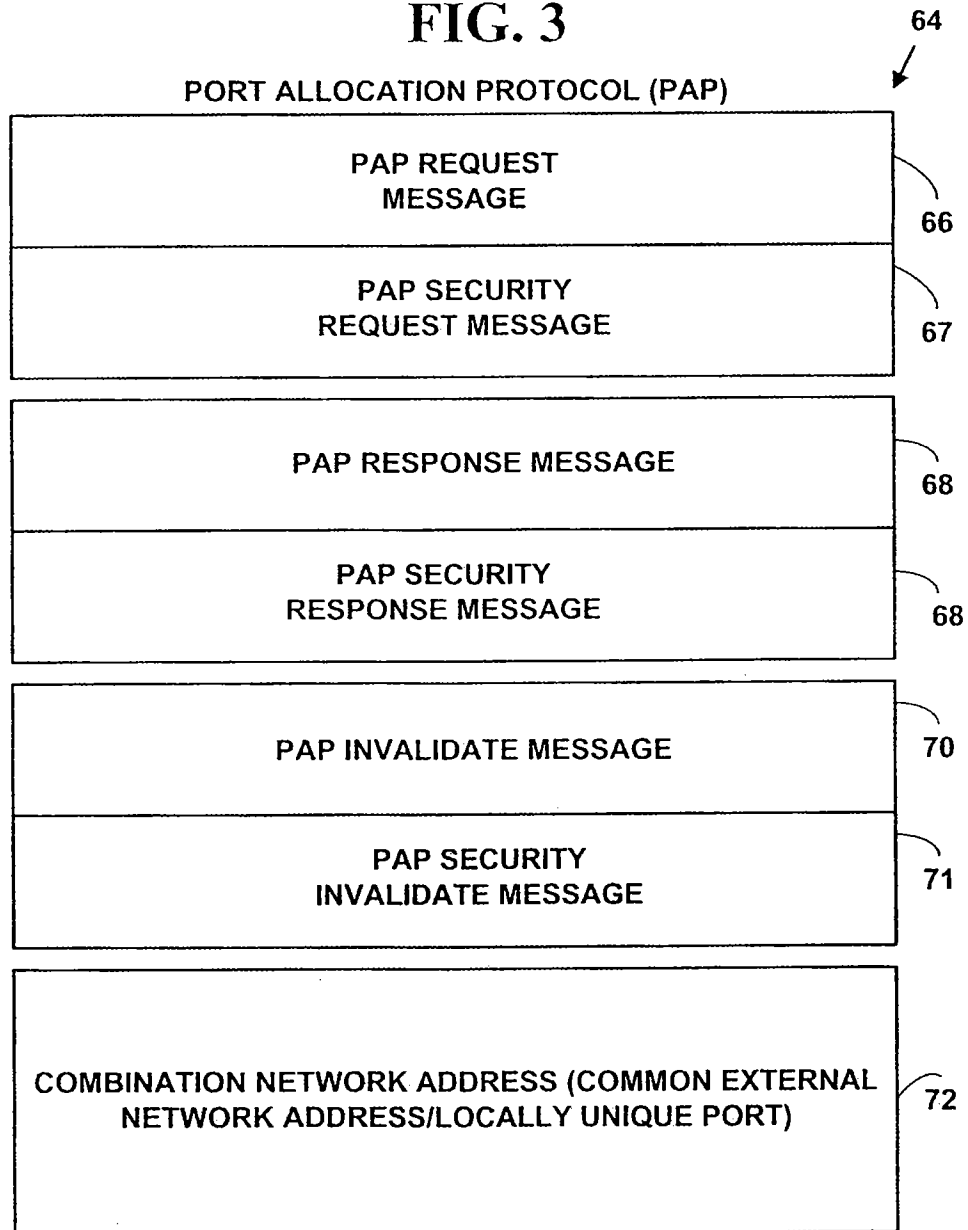 FIG. 3
64
PORT ALLOCATION PROTOCOL (PAP)
PAP REQUEST
MESSAGE
66
PAP SECURITY
REQUEST MESSAGE
67
PAP RESPONSE MESSAGE
68
PAP SECURITY
RESPONSE MESSAGE
68
PAP INVALIDATE MESSAGE
70
PAP SECURITY
INVALIDATE MESSAGE
71
COMBINATION NETWORK ADDRESS (COMMON EXTERNAL
NETWORK ADDRESS/LOCALLY UNIQUE PORT)
72